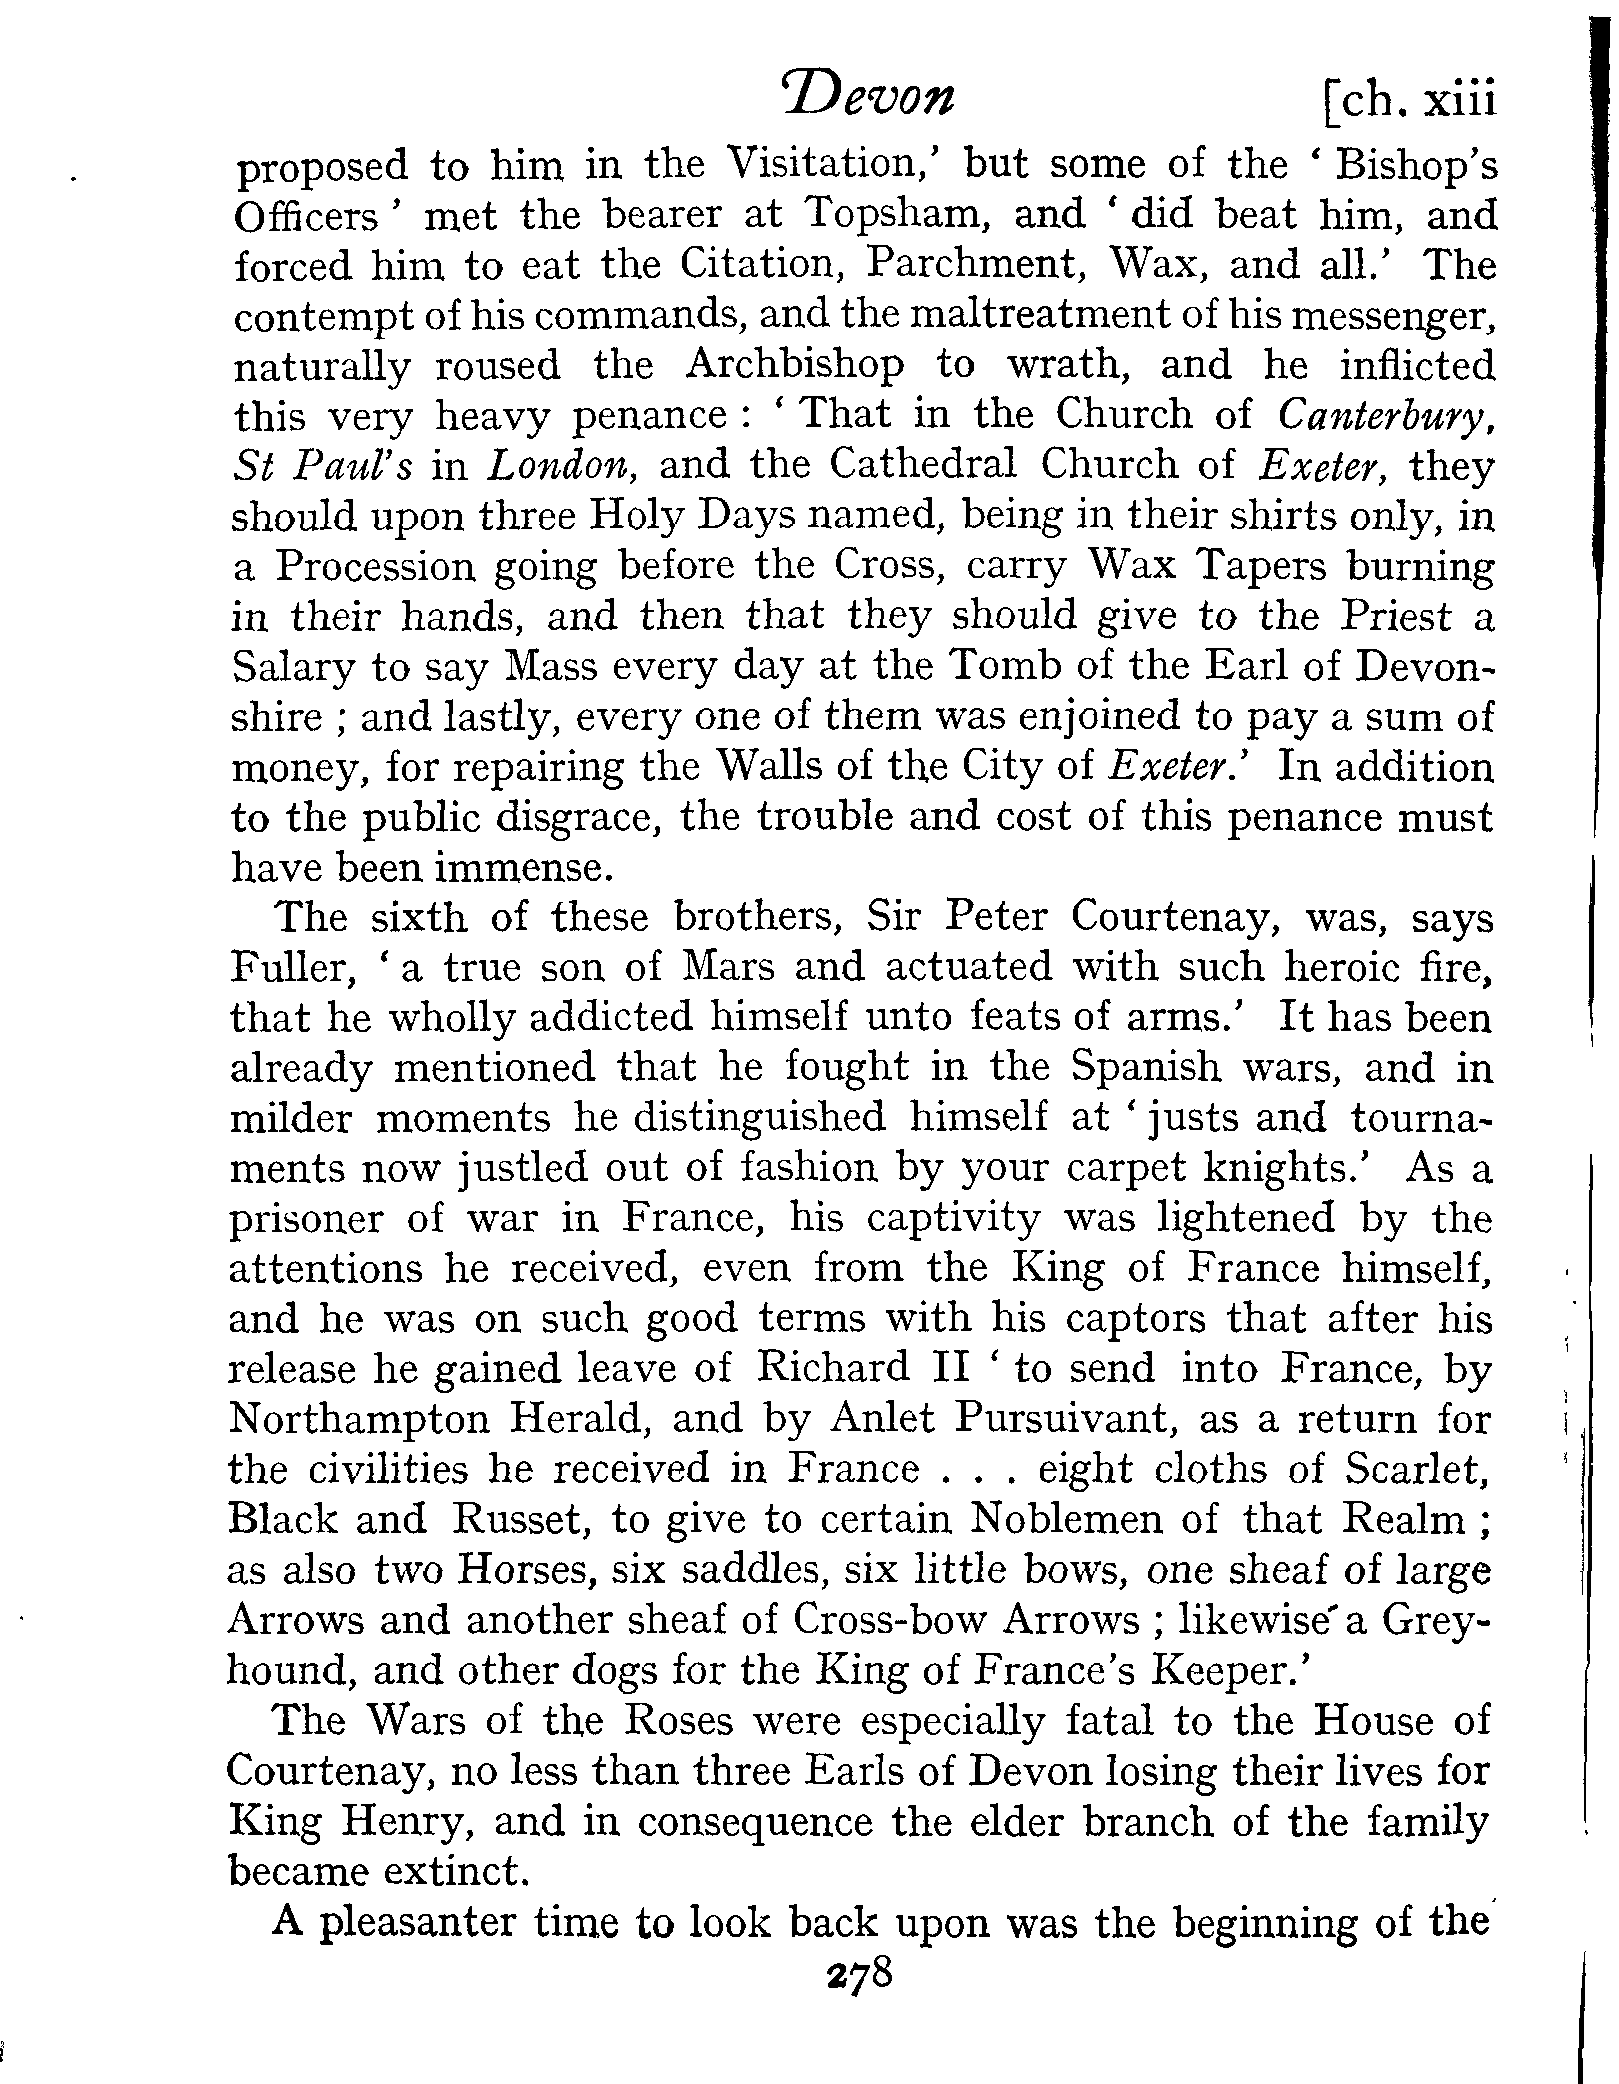 Devon [ch. xiii
proposed to him in the Visitation,’ but some of the ‘ Bishop’s
Officers ’ met the bearer at Topsham, and ‘ did beat him, and
forced him to eat the Citation, Parchment, Wax, and all.’ The
contempt of his commands, and the maltreatment of his messenger,
naturally roused the Archbishop to wrath, and he inflicted
this very heavy penance : ‘ That in the Church of Canterbury,
St Paul’s in London, and the Cathedral Church of Exeter, they
should upon three Holy Days named, being in their shirts only, in
a Procession going before the Cross, carry Wax Tapers burning
in their hands, and then that they should give to the Priest a
Salary to say Mass every day at the Tomb of the Earl of Devon-
shire ; and lastly, every one of them was enjoined to pay a sum of
money, for repairing the Walls of the City of Exeter.’ In addition
to the public disgrace, the trouble and cost of this penance must
have been immense.
The sixth of these brothers, Sir Peter Courtenay, was, says
Fuller, ‘ a true son of Mars and actuated with such heroic fire,
that he wholly addicted himself unto feats of arms.’ It has been
already mentioned that he fought in the Spanish wars, and in
milder moments he distinguished himself at ‘ justs and tourna-
ments now justled out of fashion by your carpet knights.’ As a
prisoner of war in France, his captivity was lightened by the
attentions he received, even from the King of France himself,
and he was on such good terms with his captors that after his
release he gained leave of Richard II ‘ to send into France, by
Northampton Herald, and by Anlet Pursuivant, as a return for
the civilities he received in France . . . eight cloths of Scarlet,
Black and Russet, to give to certain Noblemen of that Realm ;
as also two Horses, six saddles, six little bows, one sheaf of large
Arrows and another sheaf of Cross-bow Arrows ; likewise a Grey-
hound, and other dogs for the King of France’s Keeper.’
The Wars of the Roses were especially fatal to the House of
Courtenay, no less than three Earls of Devon losing their lives for
King Henry, and in consequence the elder branch of the family
became extinct.
A pleasanter time to look back upon was the beginning of the
278